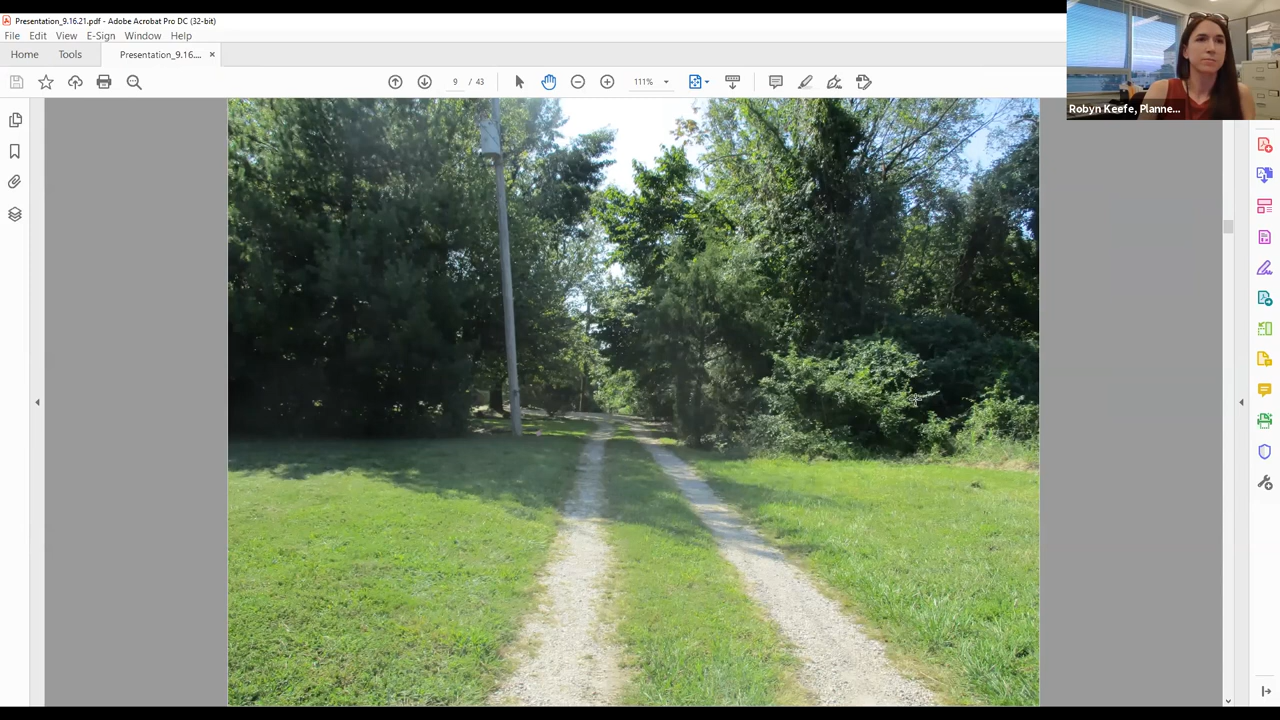 Presentation_9.16.21.pdf - Adobe Acrobat Pro DC (32-bit)
File Edit View E-Sign Window Help
Home Tools Presentation_9.16....
9 / 43 111%
Robyn Keefe, Planne...